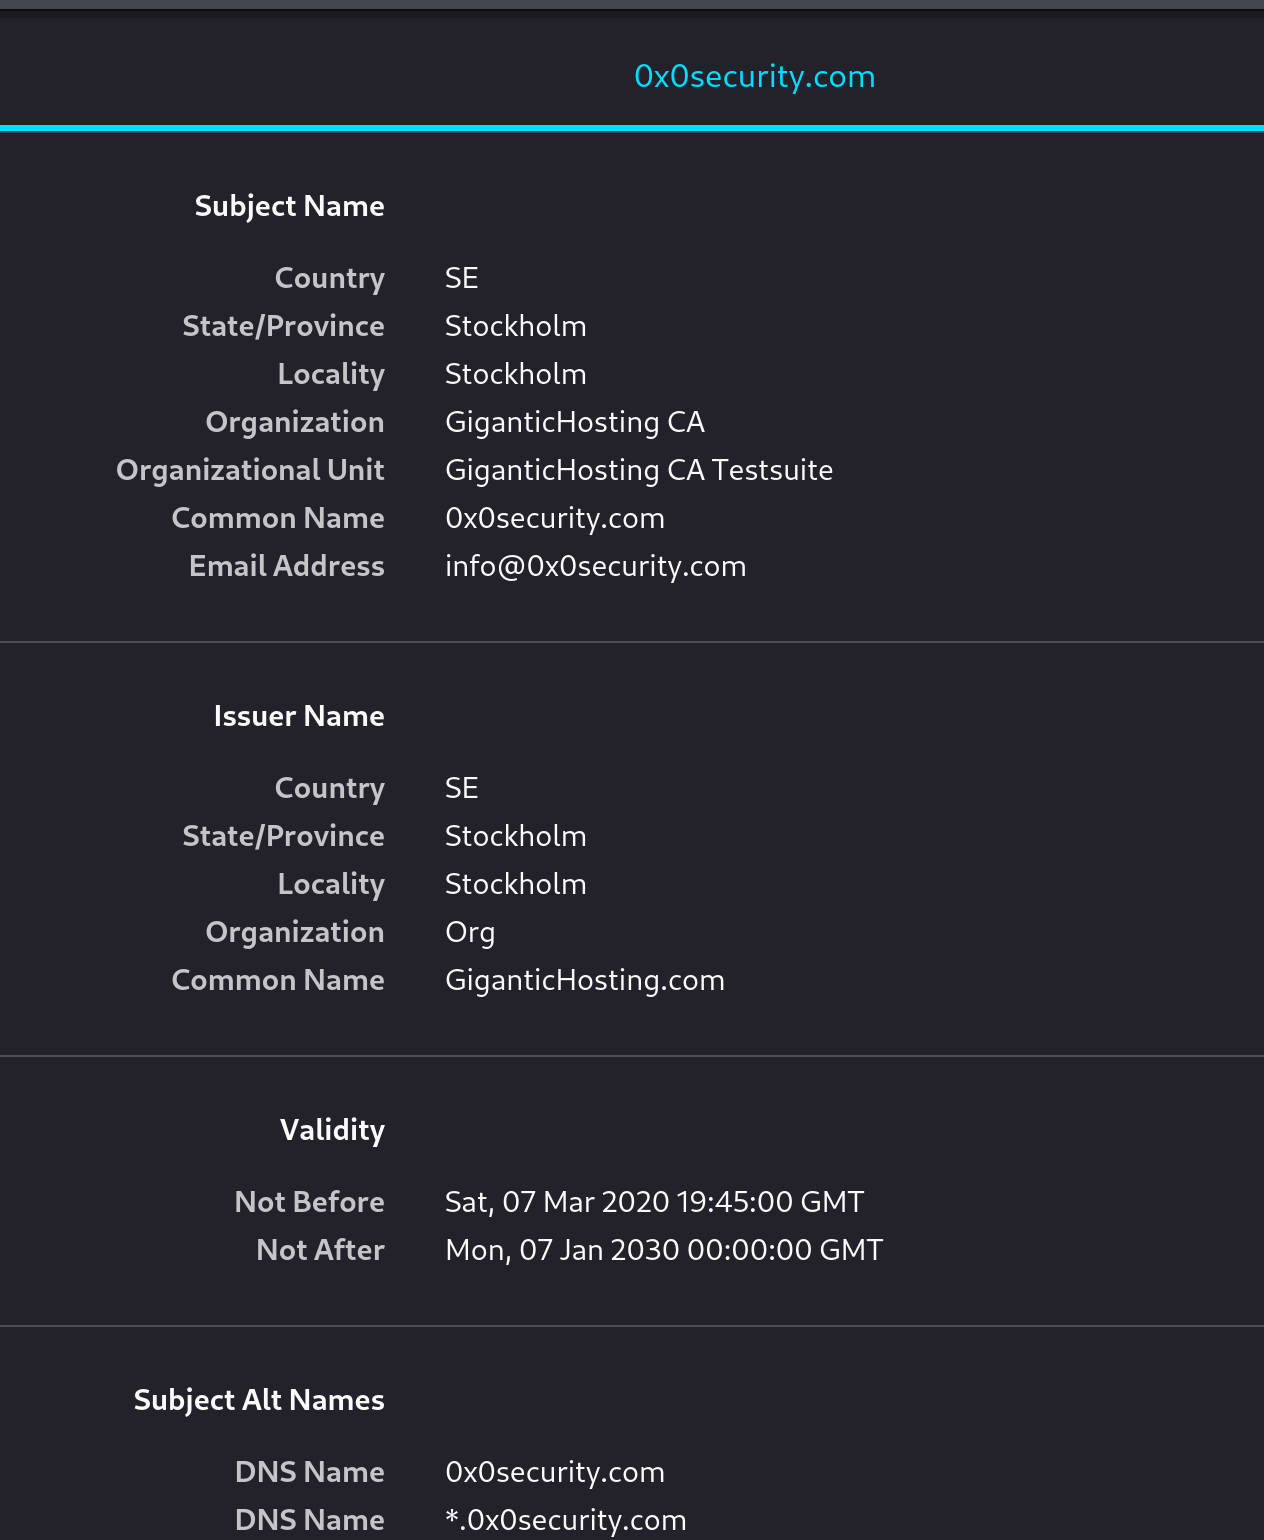 0x0security.com
Subject Name
Country SE
State/Province Stockholm
Locality Stockholm
Organization GiganticHosting CA
Organizational Unit GiganticHosting CA Testsuite
Common Name 0x0security.com
Email Address info@0x0security.com
Issuer Name
Country SE
State/Province Stockholm
Locality Stockholm
Organization Org
Common Name GiganticHosting.com
Validity
Not Before Sat, 07 Mar 2020 19:45:00 GMT
Not After Mon, 07 Jan 2030 00:00:00 GMT
Subject Alt Names
DNS Name 0x0security.com
DNS Name *.0x0security.com